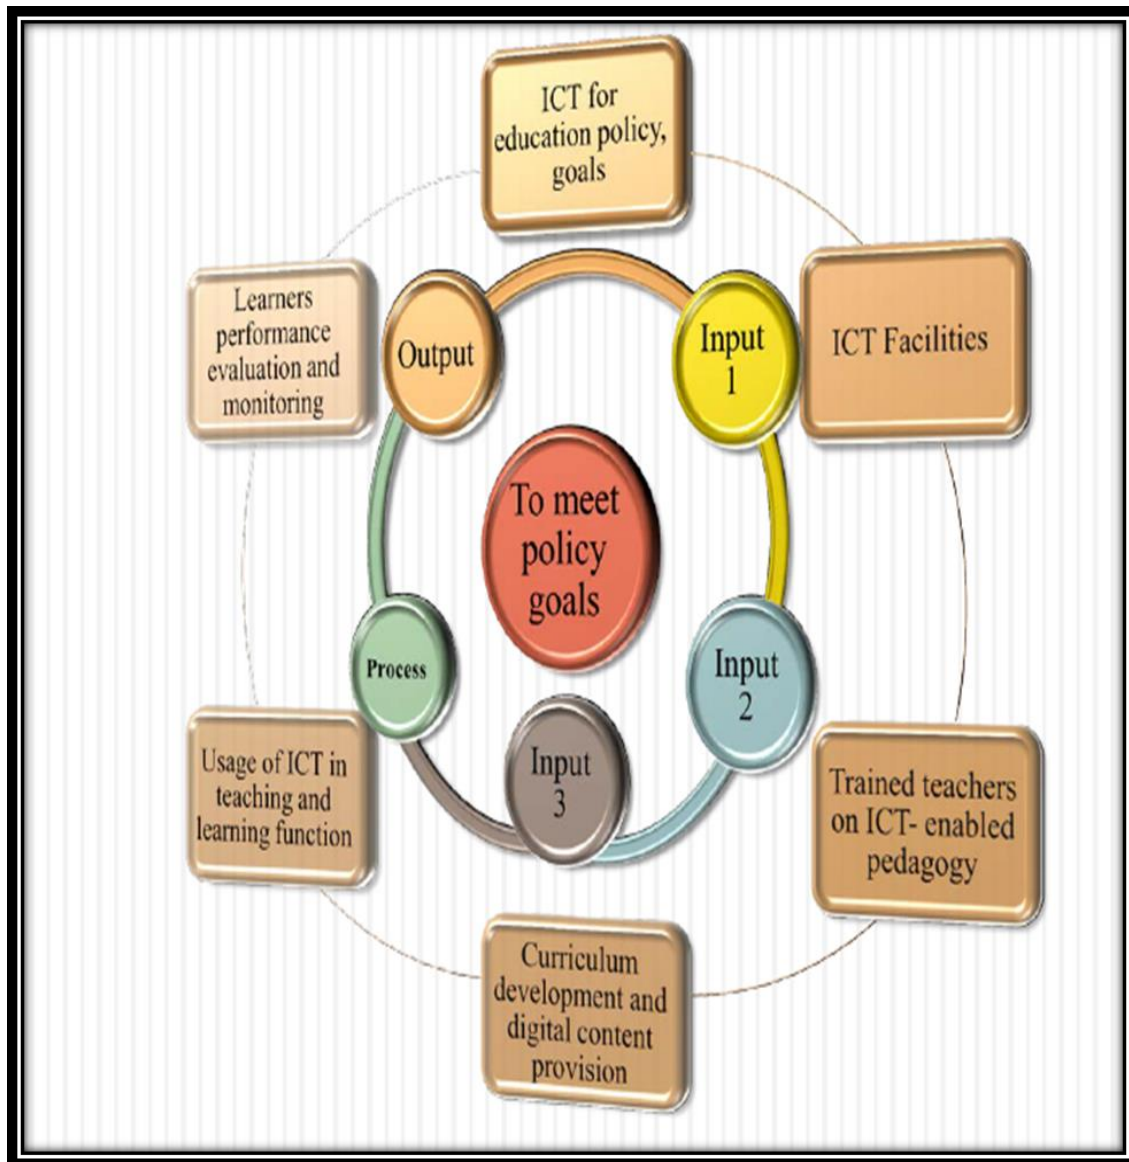 ICT for
education policy,
goals
Learners
performance
evaluation and
monitoring
Output
Input
1
ICT Facilities
To meet
policy
goals
Process
Input
2
Input
3
Usage of ICT in
teaching and
learning function
Trained teachers
on ICT- enabled
pedagogy
Curriculum
development and
digital content
provision